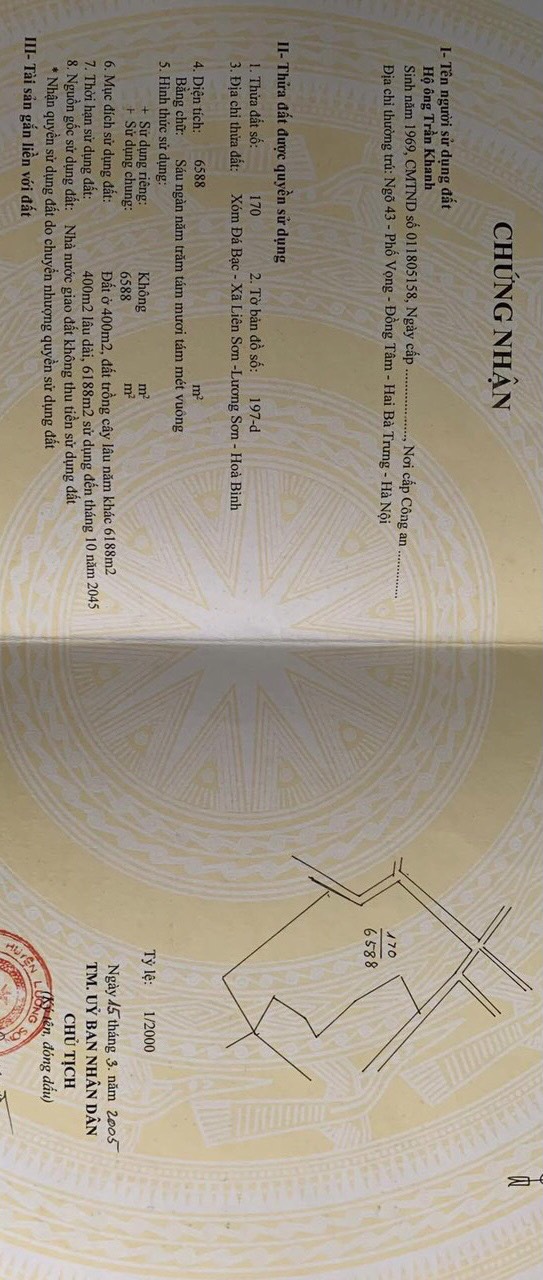 CHỨNG NHẬN
I- Tên người sử dụng đất
Hộ ông Trần Khanh
Sinh năm 1969, CMTND số 011805158, Ngày cấp ...................., Nơi cấp Công an ...............
Địa chỉ thường trú: Ngõ 43 - Phố Vọng - Đồng Tâm - Hai Bà Trưng - Hà Nội
II- Thửa đất được quyền sử dụng
1. Thửa đất số: 170 2. Tờ bản đồ số: 197-d
3. Địa chỉ thửa đất: Xóm Đá Bạc - Xã Liên Sơn -Lương Sơn - Hoà Bình
4. Diện tích: 6588 m²
Bằng chữ: Sáu ngàn năm trăm tám mươi tám mét vuông
5. Hình thức sử dụng:
+ Sử dụng riêng: Không m²
+ Sử dụng chung: 6588 m²
6. Mục đích sử dụng đất: Đất ở 400m2, đất trồng cây lâu năm khác 6188m2
7. Thời hạn sử dụng đất: 400m2 lâu dài, 6188m2 sử dụng đến tháng 10 năm 2045
8. Nguồn gốc sử dụng đất: Nhà nước giao đất không thu tiền sử dụng đất
* Nhận quyền sử dụng đất do chuyển nhượng quyền sử dụng đất
III- Tài sản gắn liền với đất
170
6588
Tỷ lệ: 1/2000
Ngày 15 tháng 3. năm 2005
TM. UỶ BAN NHÂN DÂN
CHỦ TỊCH
(Ký tên, đóng dấu)
HUYỆN LƯƠNG SƠ